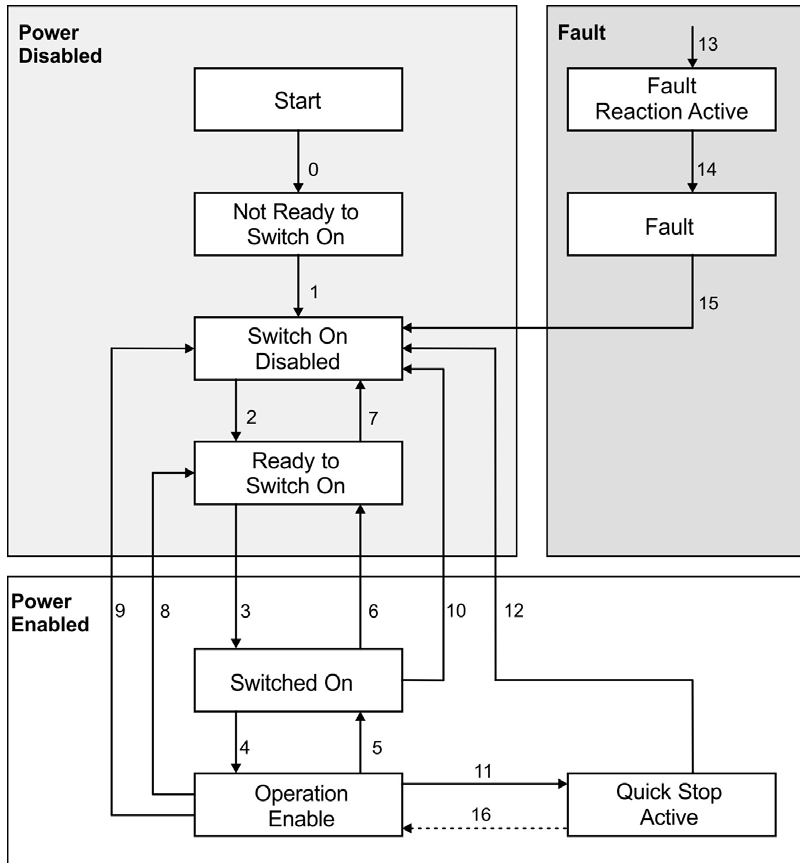 Power
Disabled
Fault
13
Start
Fault
Reaction Active
0
14
Not Ready to
Switch On
Fault
1
15
Switch On
Disabled
2
7
Ready to
Switch On
Power
Enabled
9
8
3
6
10
12
Switched On
4
5
11
Operation
Enable
Quick Stop
Active
16